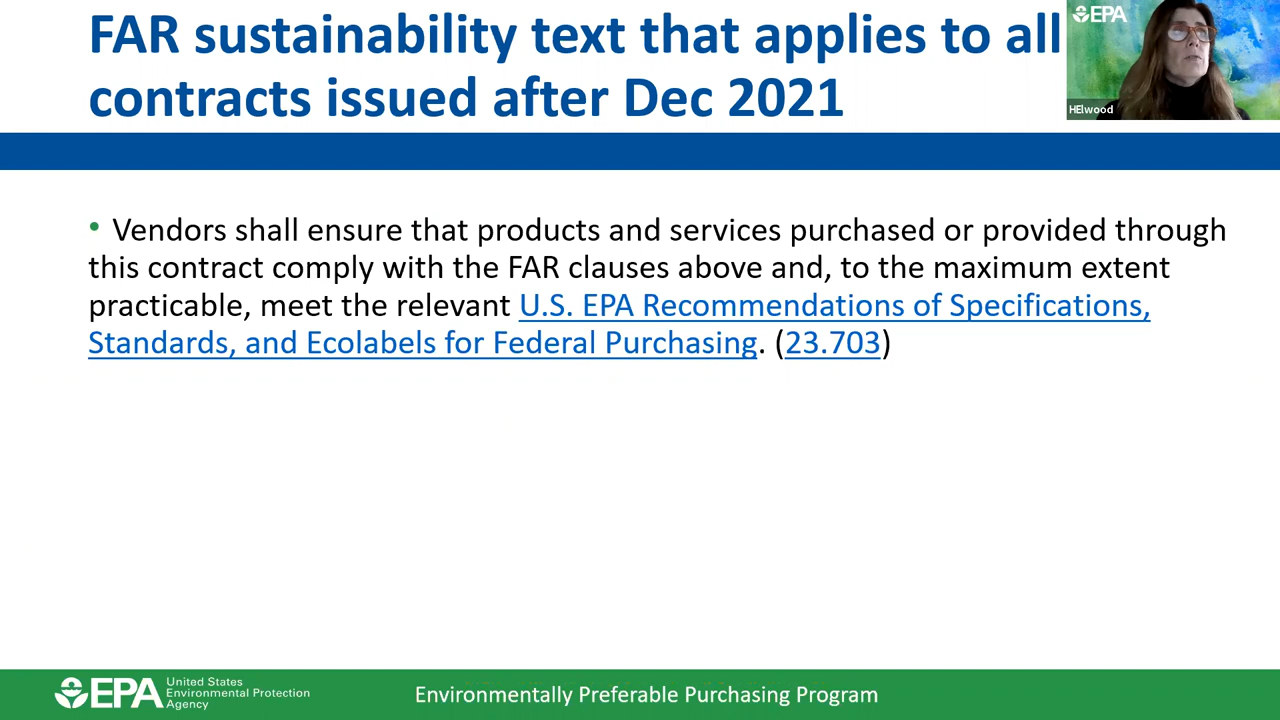 FAR sustainability text that applies to all
contracts issued after Dec 2021
EPA
HElwood
• Vendors shall ensure that products and services purchased or provided through
this contract comply with the FAR clauses above and, to the maximum extent
practicable, meet the relevant U.S. EPA Recommendations of Specifications,
Standards, and Ecolabels for Federal Purchasing. (23.703)
EPA
United States
Environmental Protection
Agency
Environmentally Preferable Purchasing Program